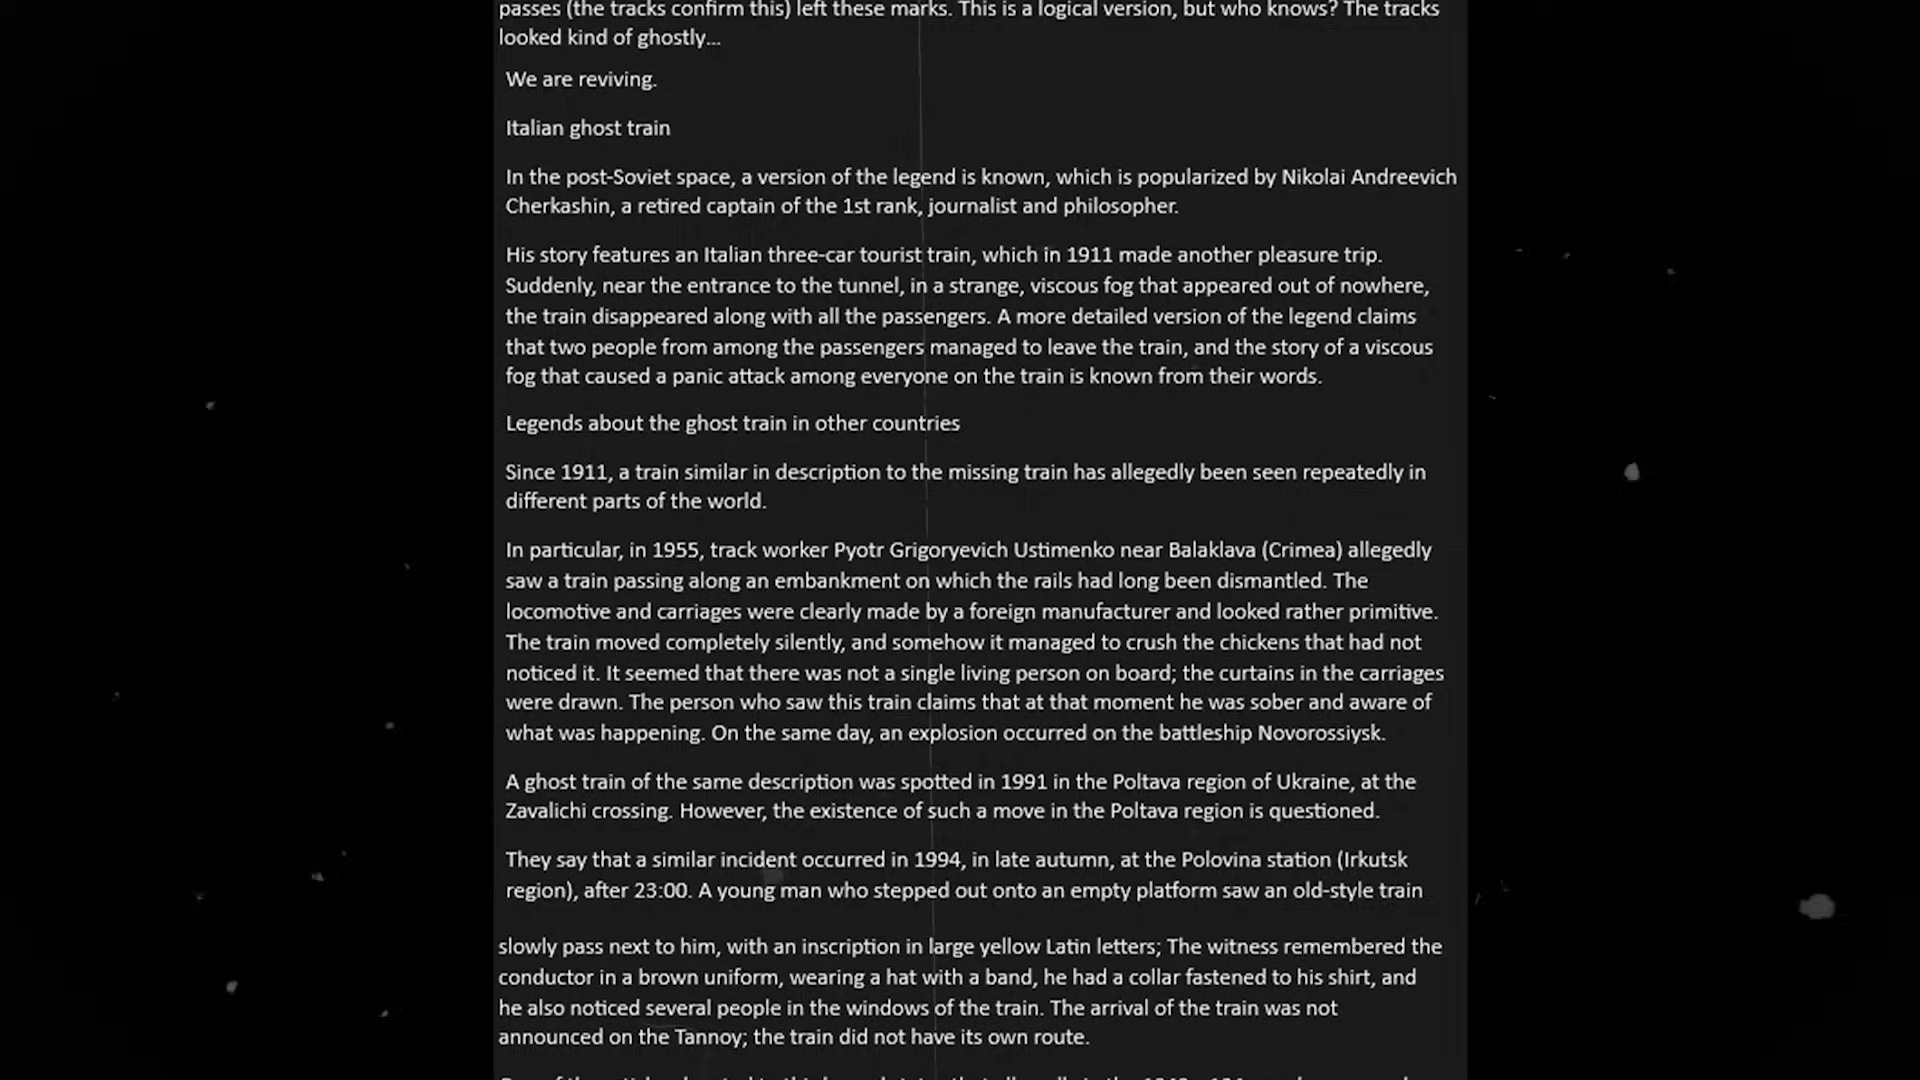 passes (the tracks confirm this) left these marks. This is a logical version, but who knows? The tracks
looked kind of ghostly...
We are reviving.
Italian ghost train
In the post-Soviet space, a version of the legend is known, which is popularized by Nikolai Andreevich
Cherkashin, a retired captain of the 1st rank, journalist and philosopher.
His story features an Italian three-car tourist train, which in 1911 made another pleasure trip.
Suddenly, near the entrance to the tunnel, in a strange, viscous fog that appeared out of nowhere,
the train disappeared along with all the passengers. A more detailed version of the legend claims
that two people from among the passengers managed to leave the train, and the story of a viscous
fog that caused a panic attack among everyone on the train is known from their words.
Legends about the ghost train in other countries
Since 1911, a train similar in description to the missing train has allegedly been seen repeatedly in
different parts of the world.
In particular, in 1955, track worker Pyotr Grigoryevich Ustimenko near Balaklava (Crimea) allegedly
saw a train passing along an embankment on which the rails had long been dismantled. The
locomotive and carriages were clearly made by a foreign manufacturer and looked rather primitive.
The train moved completely silently, and somehow it managed to crush the chickens that had not
noticed it. It seemed that there was not a single living person on board; the curtains in the carriages
were drawn. The person who saw this train claims that at that moment he was sober and aware of
what was happening. On the same day, an explosion occurred on the battleship Novorossiysk.
A ghost train of the same description was spotted in 1991 in the Poltava region of Ukraine, at the
Zavalichi crossing. However, the existence of such a move in the Poltava region is questioned.
They say that a similar incident occurred in 1994, in late autumn, at the Polovina station (Irkutsk
region), after 23:00. A young man who stepped out onto an empty platform saw an old-style train
slowly pass next to him, with an inscription in large yellow Latin letters; The witness remembered the
conductor in a brown uniform, wearing a hat with a band, he had a collar fastened to his shirt, and
he also noticed several people in the windows of the train. The arrival of the train was not
announced on the Tannoy; the train did not have its own route.